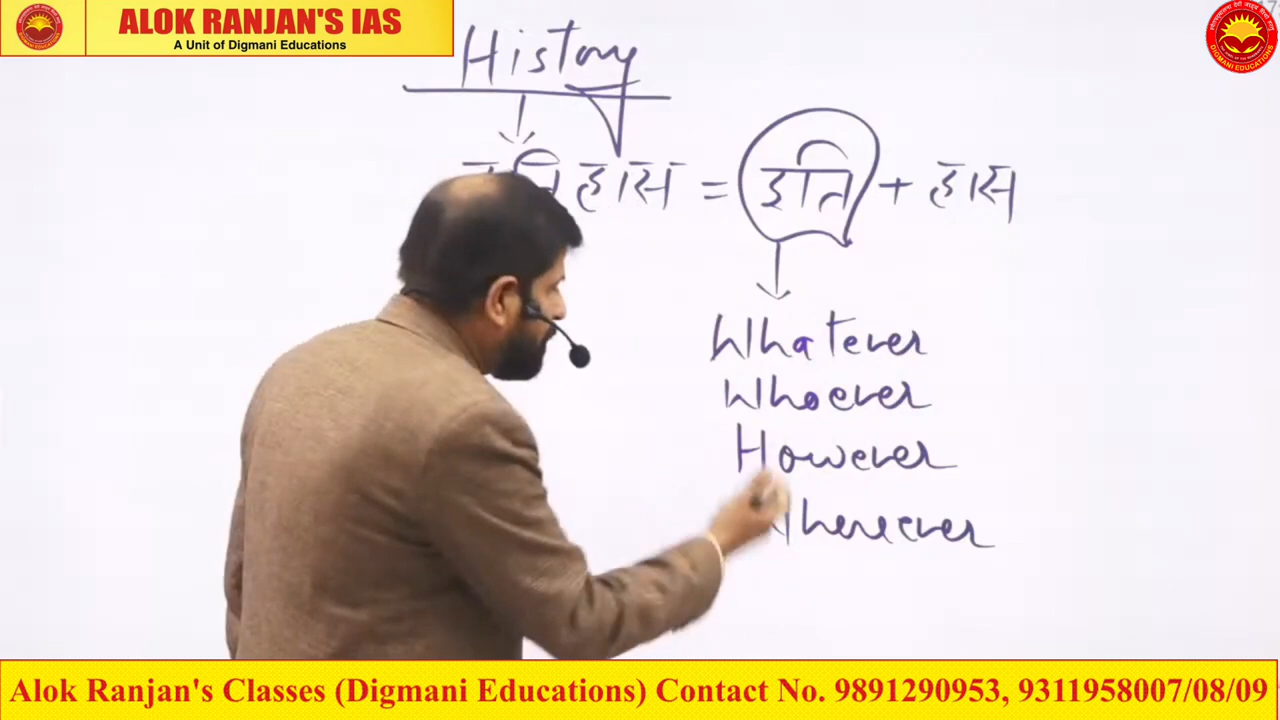 ALOK RANJAN'S IAS
A Unit of Digmani Educations
History
हास = इति + हास
Whatever
Whoever
However
Whereever
Alok Ranjan's Classes (Digmani Educations) Contact No. 9891290953, 9311958007/08/09